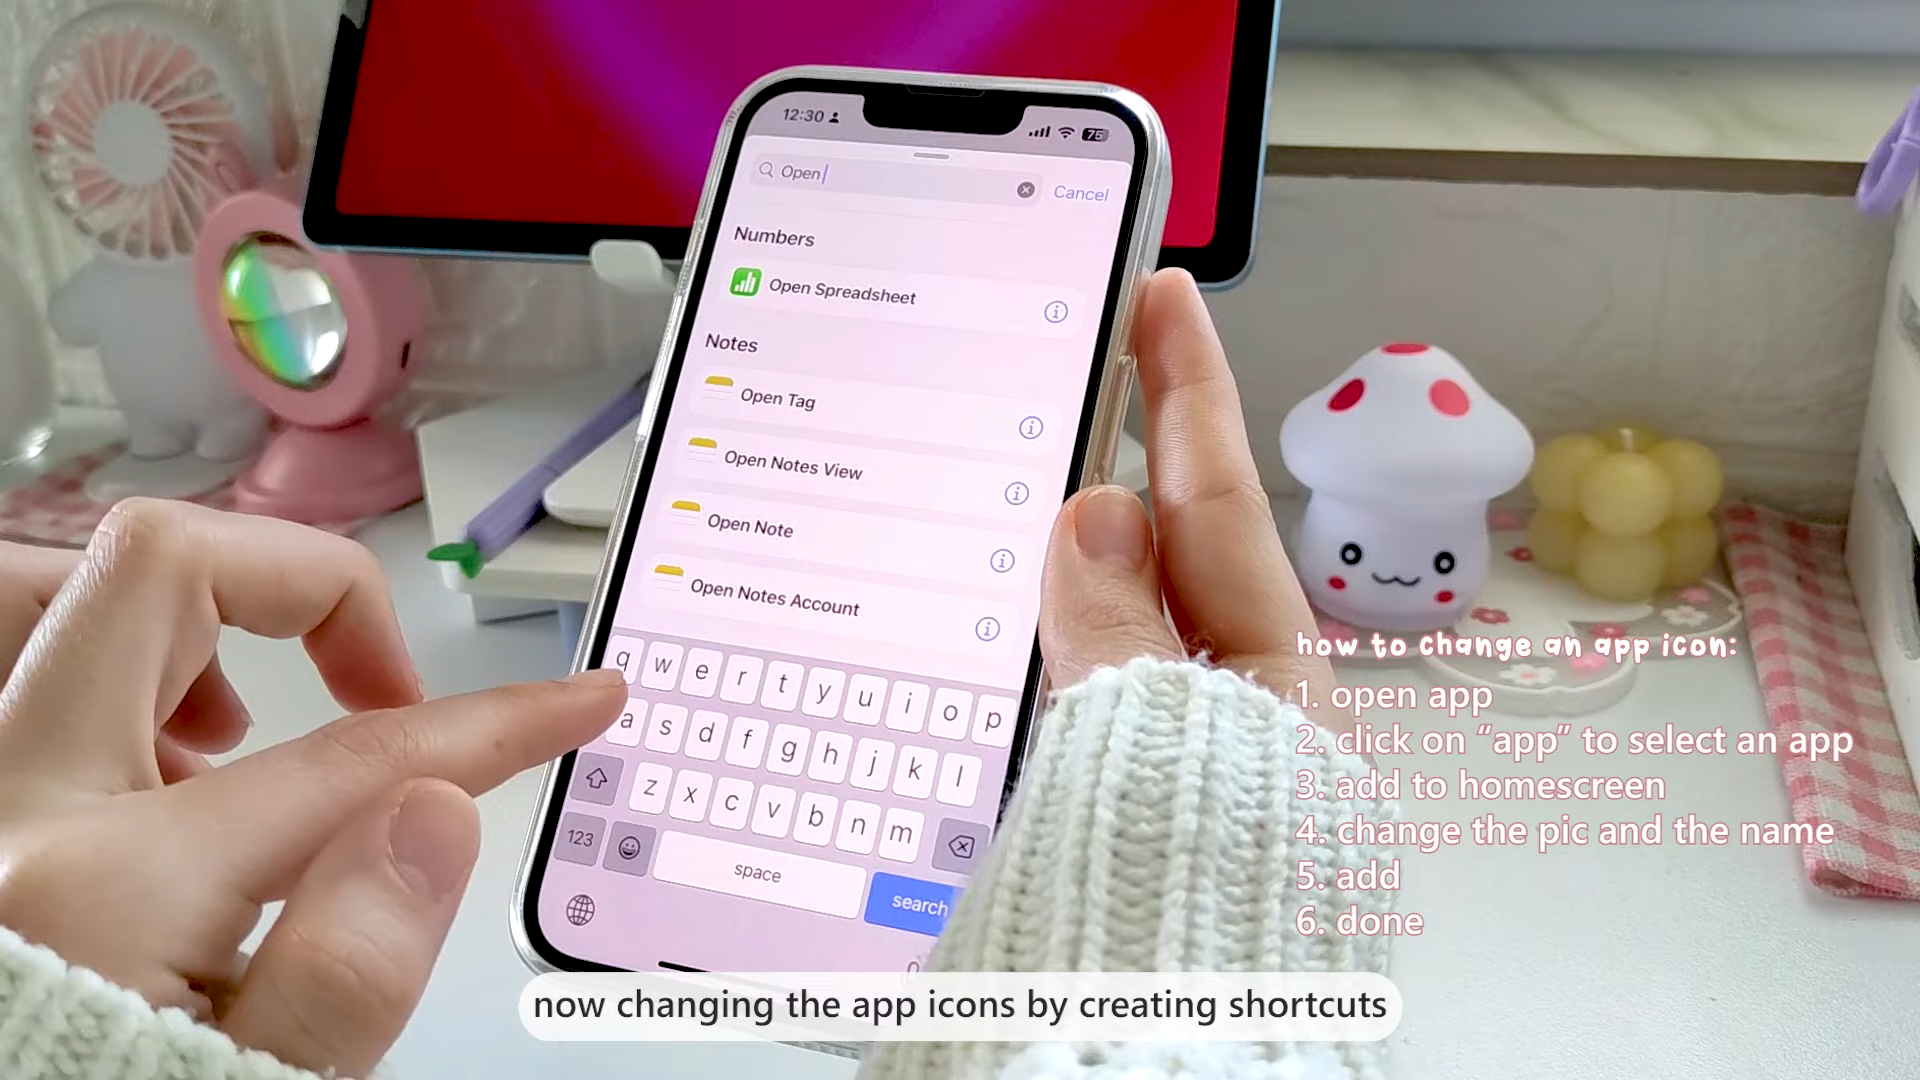 12:30
75
Open
Cancel
Numbers
Open Spreadsheet
Notes
Open Tag
Open Notes View
Open Note
Open Notes Account
q w e r t y u i o p
a s d f g h j k l
z x c v b n m
123
space
search
how to change an app icon:
1. open app
2. click on “app” to select an app
3. add to homescreen
4. change the pic and the name
5. add
6. done
now changing the app icons by creating shortcuts